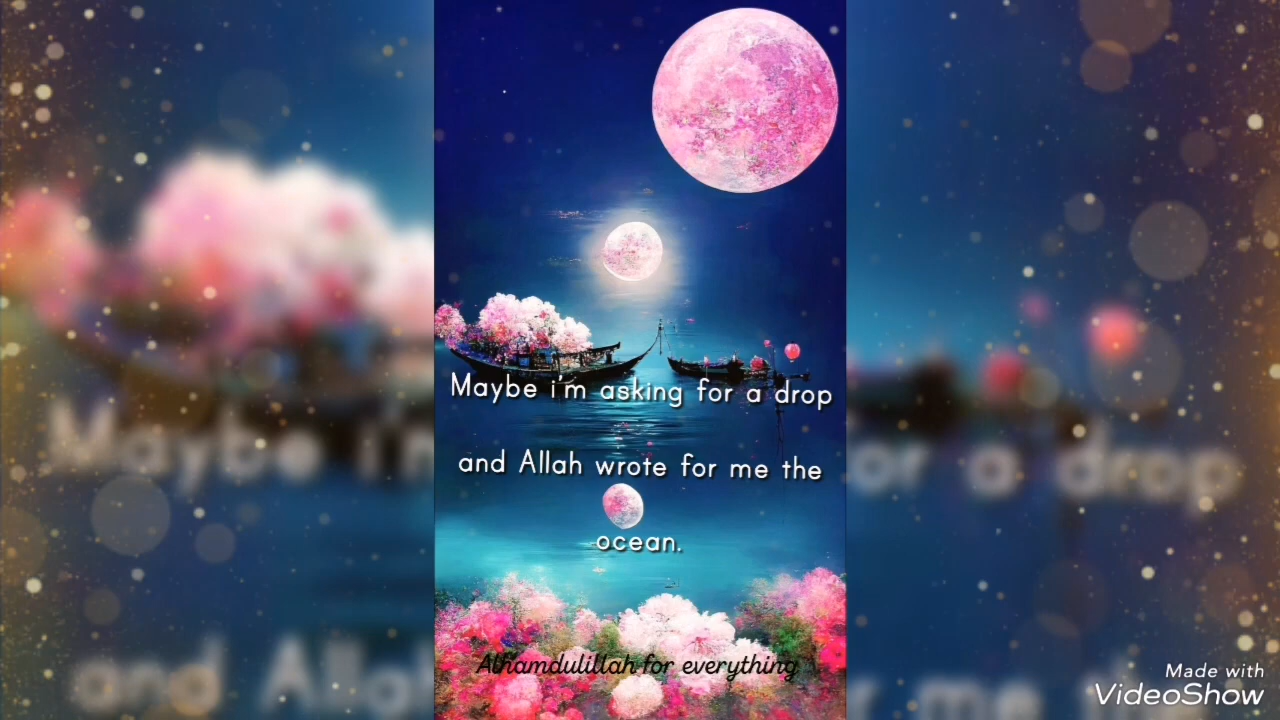 Maybe i'm asking for a drop
and Allah wrote for me the
ocean.
Alhamdulillah for everything
Made with
VideoShow